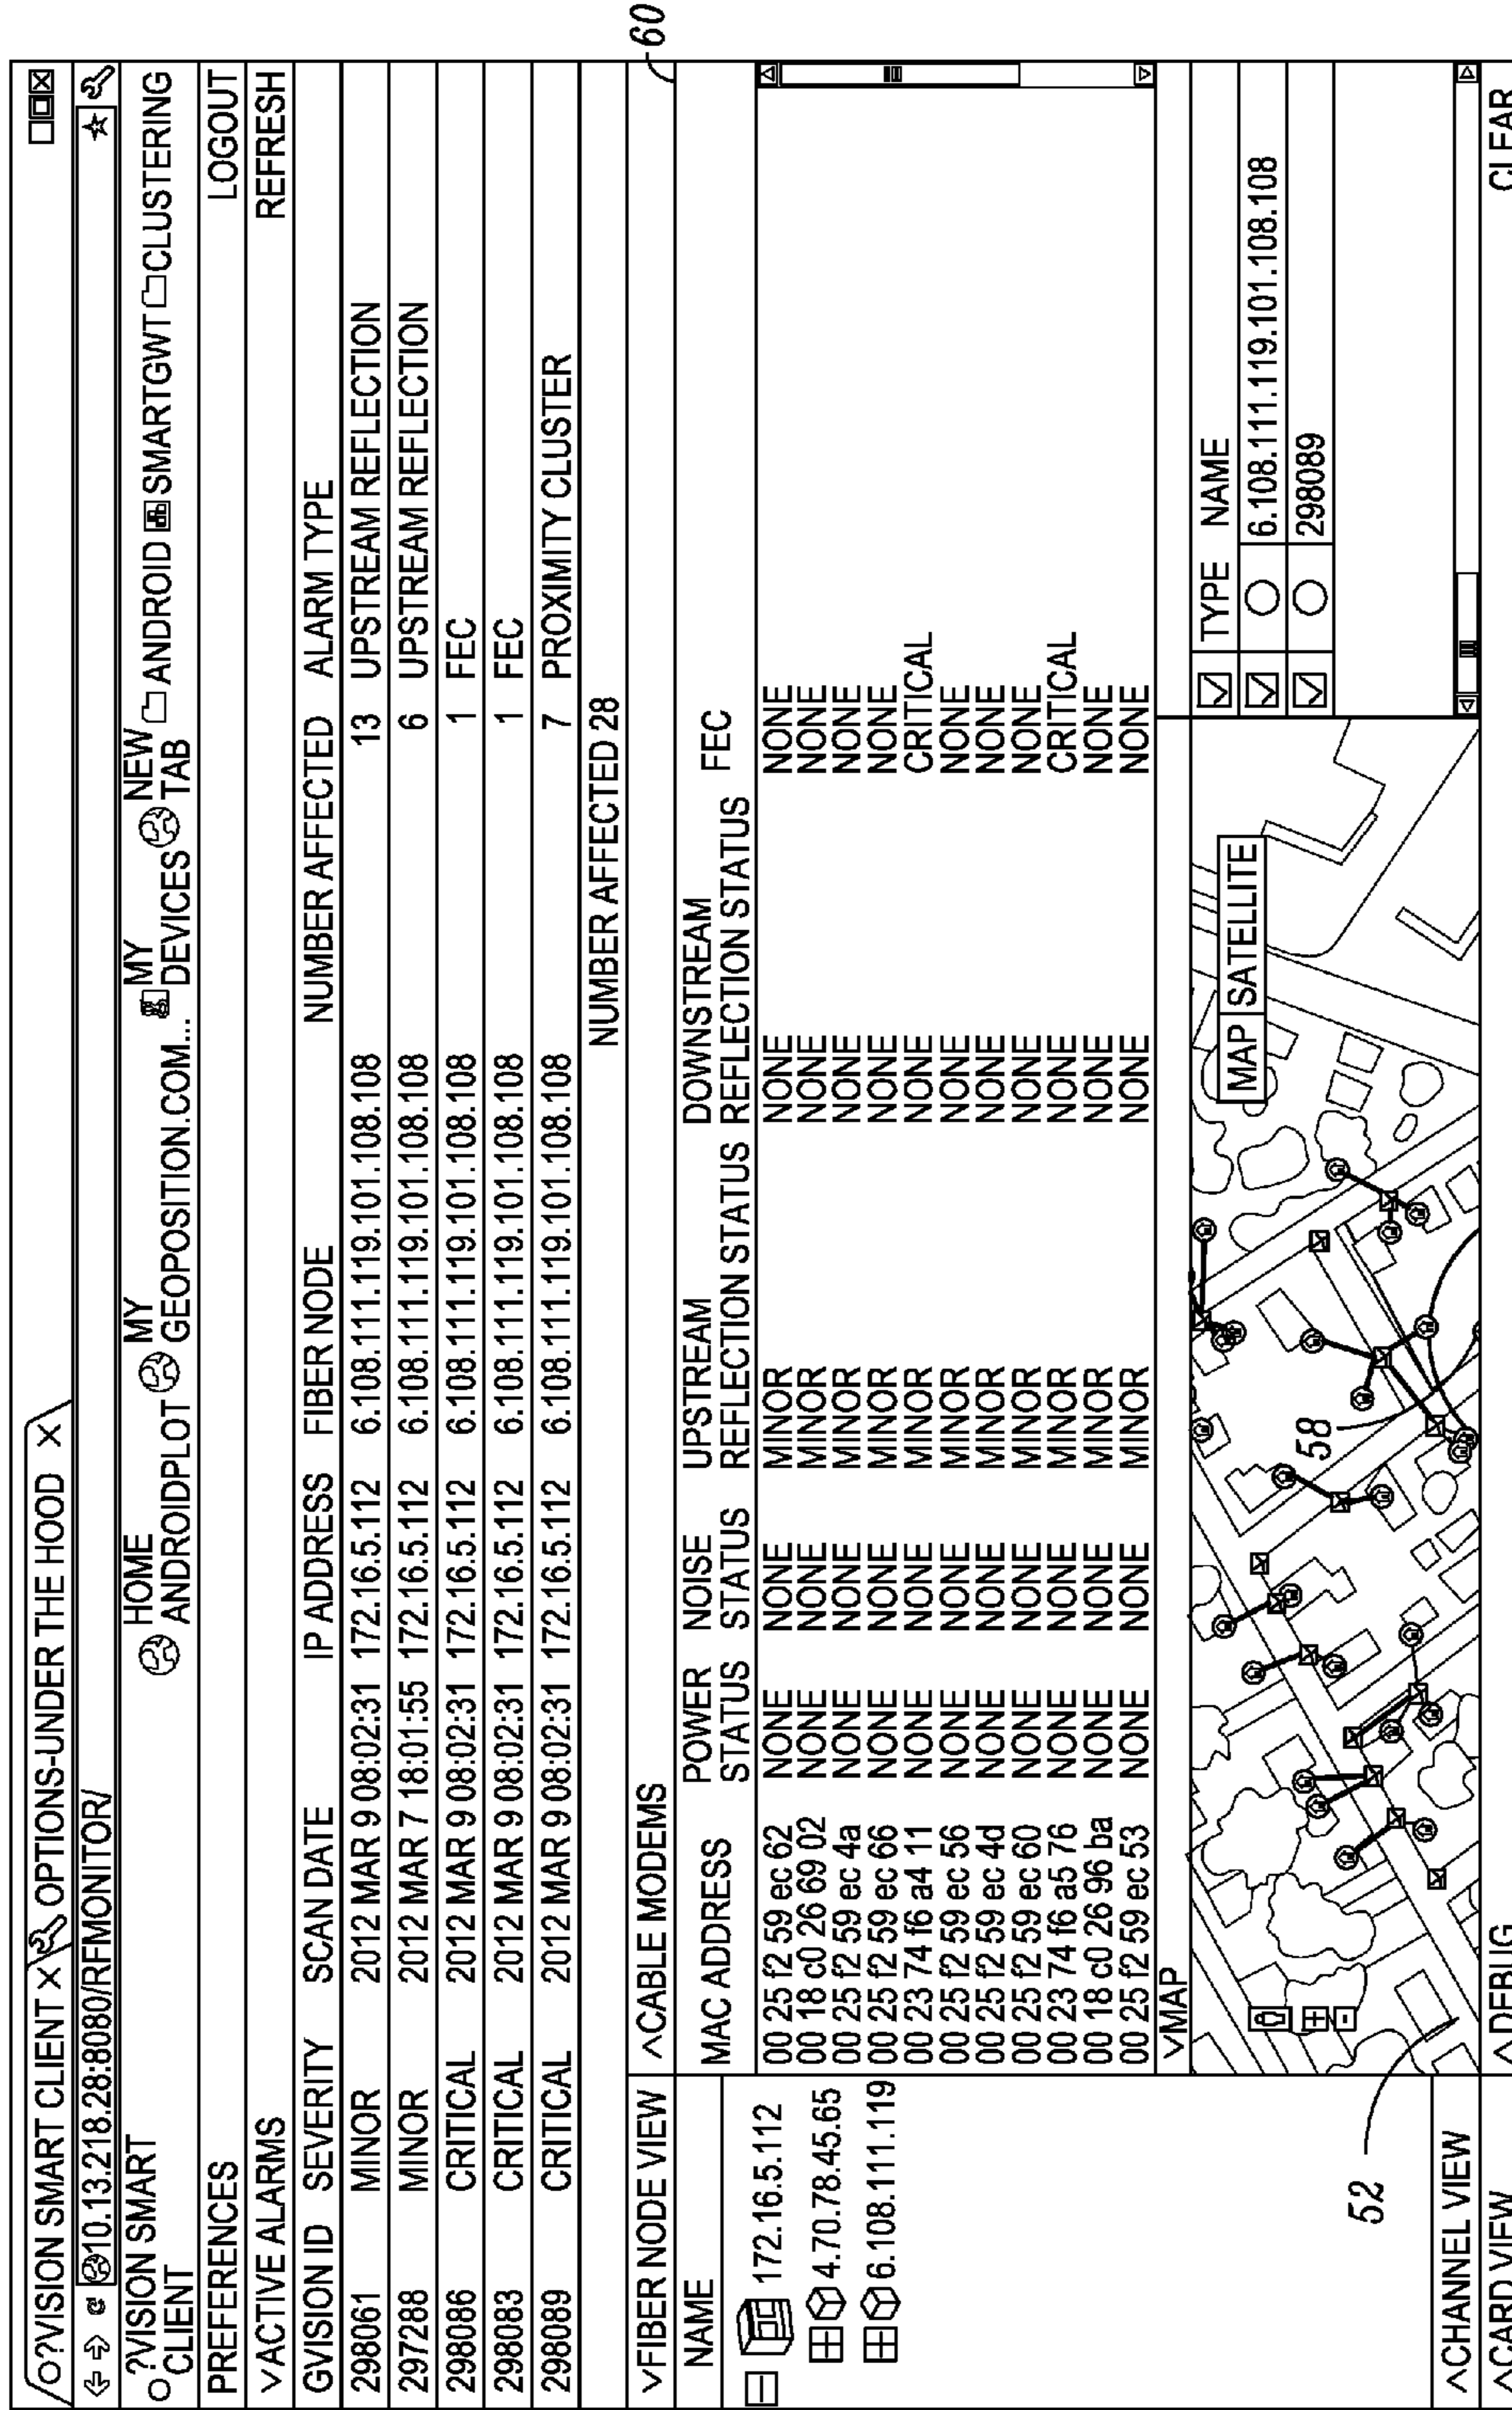 ?VISION SMART CLIENT X OPTIONS-UNDER THE HOOD X
10.13.218.28:8080/RFMONITOR/
?VISION SMART CLIENT HOME ANDROIDPLOT MY GEOPOSITION.COM... MY DEVICES NEW TAB ANDROID SMARTGWT CLUSTERING
PREFERENCES LOGOUT
ACTIVE ALARMS REFRESH
GVISION ID SEVERITY SCAN DATE IP ADDRESS FIBER NODE NUMBER AFFECTED ALARM TYPE
298061 MINOR 2012 MAR 9 08:02:31 172.16.5.112 6.108.111.119.101.108.108 13 UPSTREAM REFLECTION
297288 MINOR 2012 MAR 7 18:01:55 172.16.5.112 6.108.111.119.101.108.108 6 UPSTREAM REFLECTION
298086 CRITICAL 2012 MAR 9 08:02:31 172.16.5.112 6.108.111.119.101.108.108 1 FEC
298083 CRITICAL 2012 MAR 9 08:02:31 172.16.5.112 6.108.111.119.101.108.108 1 FEC
298089 CRITICAL 2012 MAR 9 08:02:31 172.16.5.112 6.108.111.119.101.108.108 7 PROXIMITY CLUSTER
NUMBER AFFECTED 28
FIBER NODE VIEW
NAME
172.16.5.112
4.70.78.45.65
6.108.111.119
52
CHANNEL VIEW
CARD VIEW
CABLE MODEMS
60
MAC ADDRESS POWER STATUS NOISE STATUS UPSTREAM REFLECTION STATUS DOWNSTREAM REFLECTION STATUS FEC
00 25 f2 59 ec 62 NONE NONE MINOR NONE NONE
00 18 c0 26 69 02 NONE NONE MINOR NONE NONE
00 25 f2 59 ec 4a NONE NONE MINOR NONE NONE
00 25 f2 59 ec 66 NONE NONE MINOR NONE NONE
00 23 74 f6 a4 11 NONE NONE MINOR NONE CRITICAL
00 25 f2 59 ec 56 NONE NONE MINOR NONE NONE
00 25 f2 59 ec 4d NONE NONE MINOR NONE NONE
00 25 f2 59 ec 60 NONE NONE MINOR NONE NONE
00 23 74 f6 a5 76 NONE NONE MINOR NONE CRITICAL
00 18 c0 26 96 ba NONE NONE MINOR NONE NONE
00 25 f2 59 ec 53 NONE NONE MINOR NONE NONE
MAP
MAP SATELLITE
58
TYPE NAME
6.108.111.119.101.108.108
298089
DEBUG CLEAR